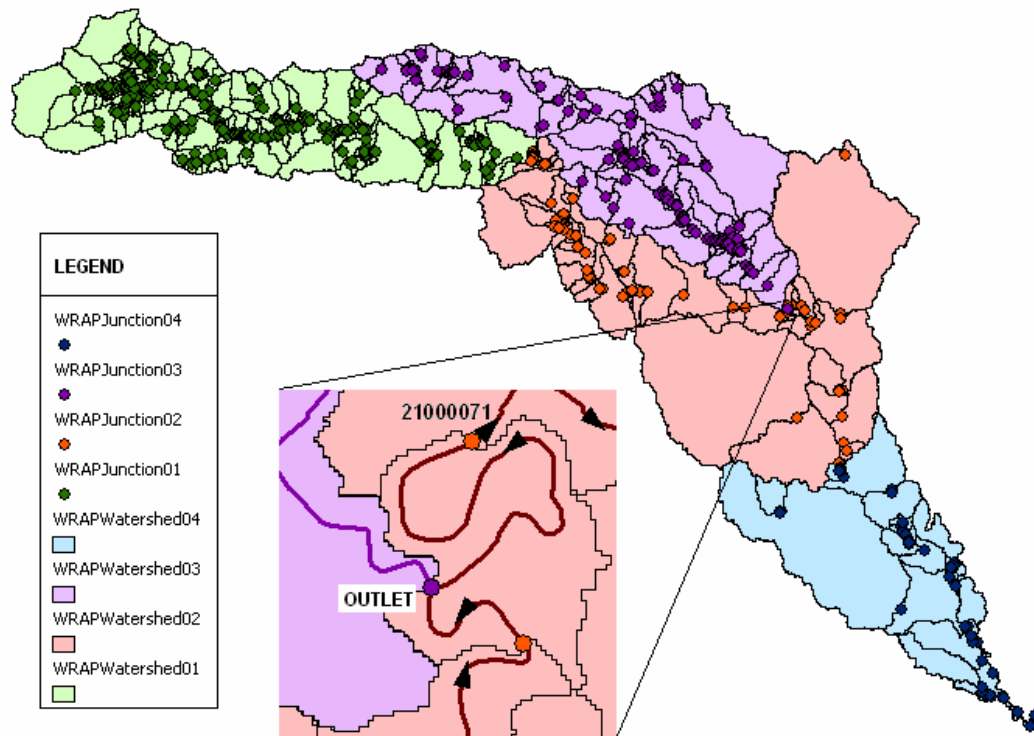 LEGEND
WRAPJunction04
WRAPJunction03
WRAPJunction02
WRAPJunction01
WRAPWatershed04
WRAPWatershed03
WRAPWatershed02
WRAPWatershed01
21000071
OUTLET